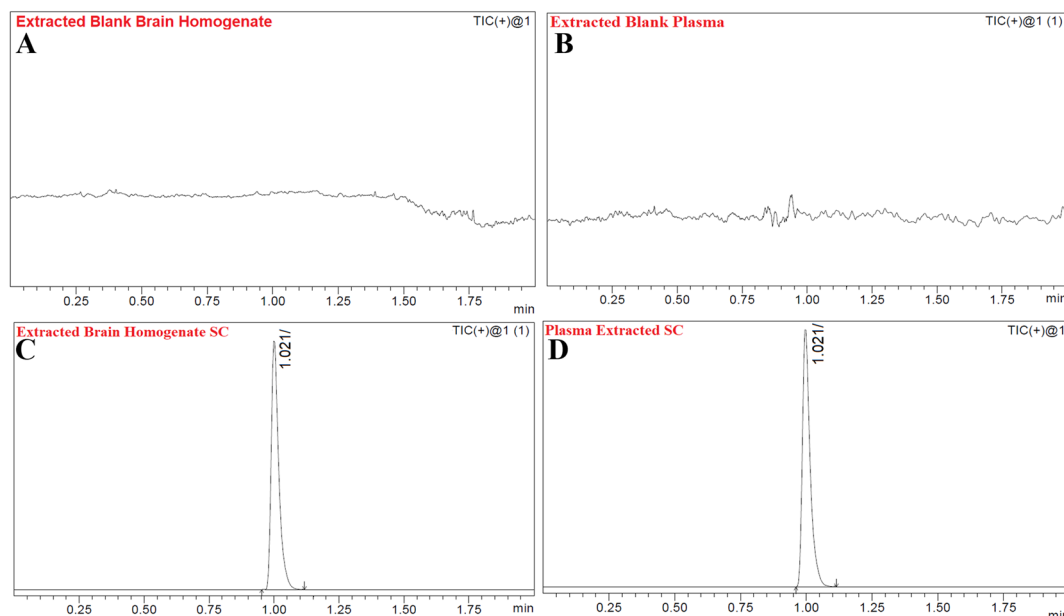 Extracted Blank Brain Homogenate TIC(+)@1
A
0.25 0.50 0.75 1.00 1.25 1.50 1.75
min
Extracted Blank Plasma TIC(+)@1 (1)
B
0.25 0.50 0.75 1.00 1.25 1.50 1.75
min
Extracted Brain Homogenate SC TIC(+)@1 (1)
C
1.021/
0.25 0.50 0.75 1.00 1.25 1.50 1.75 min
Plasma Extracted SC TIC(+)@1
D
1.021/
0.25 0.50 0.75 1.00 1.25 1.50 1.75 min